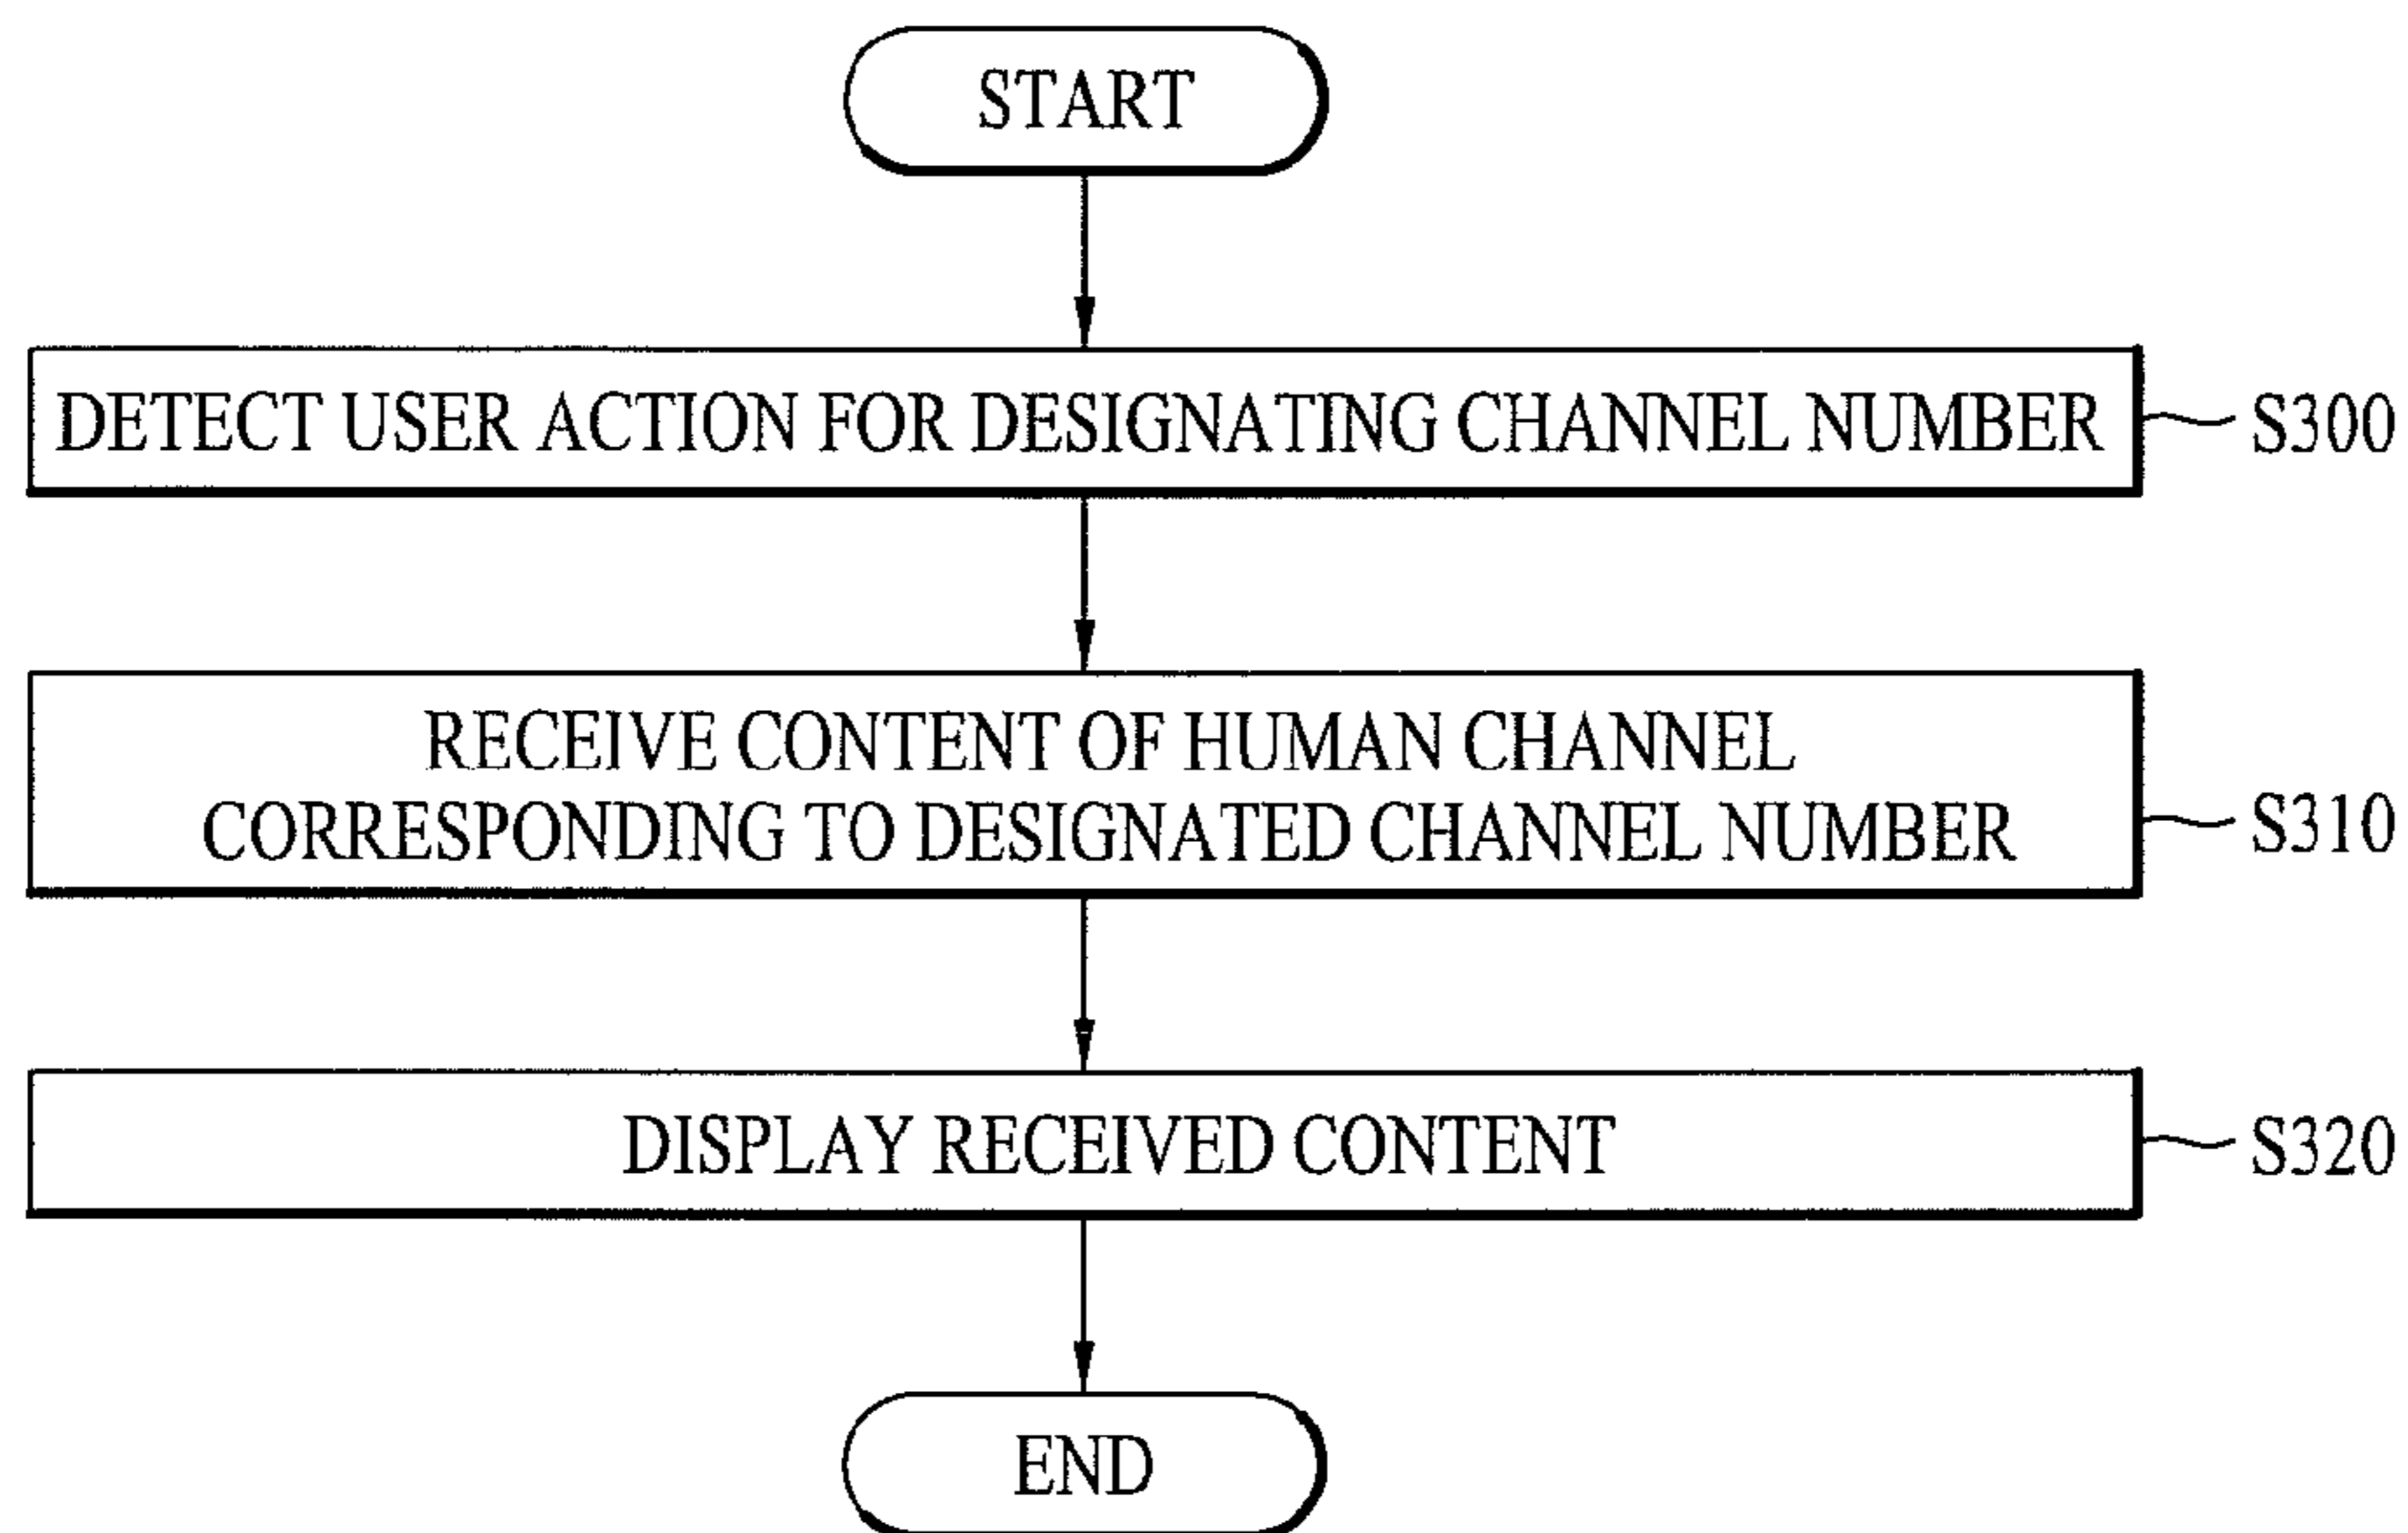 START
DETECT USER ACTION FOR DESIGNATING CHANNEL NUMBER
S300
RECEIVE CONTENT OF HUMAN CHANNEL
CORRESPONDING TO DESIGNATED CHANNEL NUMBER
S310
DISPLAY RECEIVED CONTENT
S320
END